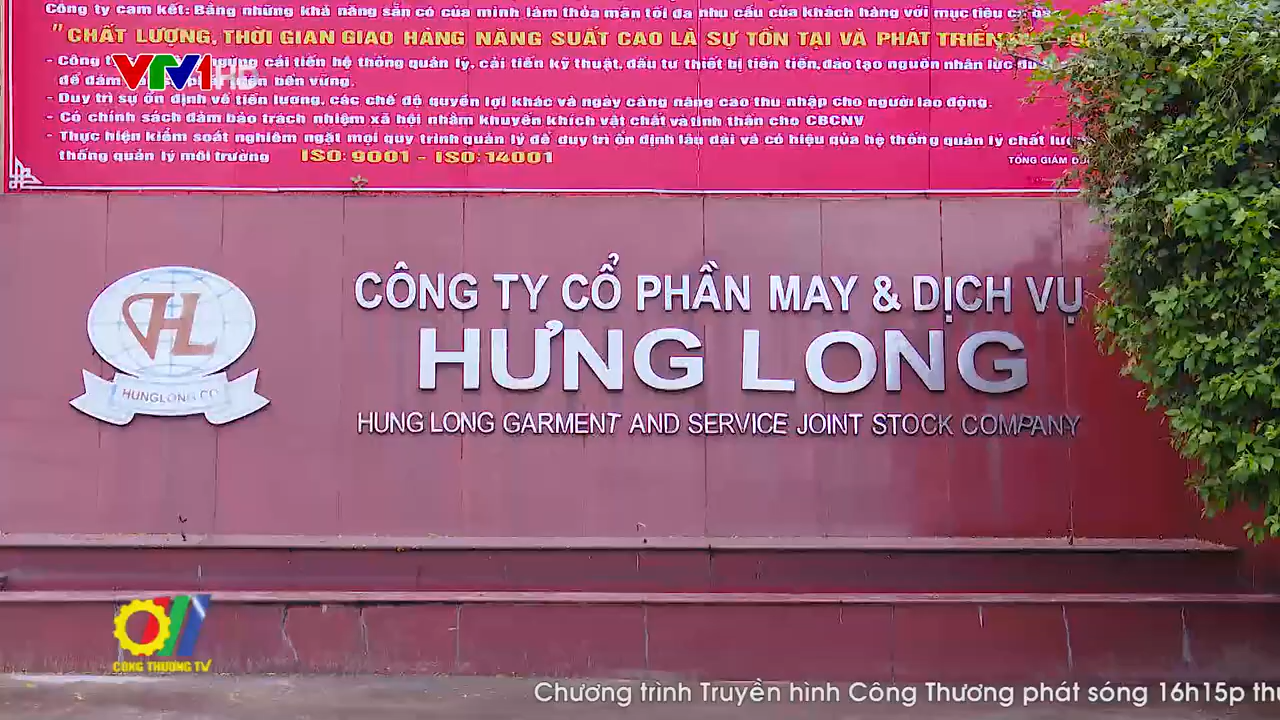 Công ty cam kết: Bằng những khả năng sẵn có của mình làm thỏa mãn tối đa nhu cầu của khách hàng với mục tiêu
"CHẤT LƯỢNG, THỜI GIAN GIAO HÀNG NĂNG SUẤT CAO LÀ SỰ TỒN TẠI VÀ PHÁT TRIỂN
- Công cải tiến hệ thống quản lý, cải tiến kỹ thuật, đầu tư thiết bị tiên tiến, đào tạo nguồn nhân lực
để đảm bền vững.
- Duy trì sự ổn định về tiền lương, các chế độ quyền lợi khác và ngày càng nâng cao thu nhập cho người lao động.
- Có chính sách đảm bảo trách nhiệm xã hội nhằm khuyến khích vật chất và tinh thần cho CBCNV
- Thực hiện kiểm soát nghiêm ngặt mọi quy trình quản lý để duy trì ổn định lâu dài và có hiệu qủa hệ thống quản lý chất
thống quản lý môi trường ISO: 9001 - ISO: 14001
TỔNG GIÁM
VTV1 HD
HL
HUNGLONG.CO
CÔNG TY CỔ PHẦN MAY & DỊCH VỤ
HƯNG LONG
HUNG LONG GARMENT AND SERVICE JOINT STOCK COMPANY
CÔNG THƯƠNG TV
Chương trình Truyền hình Công Thương phát sóng 16h15p